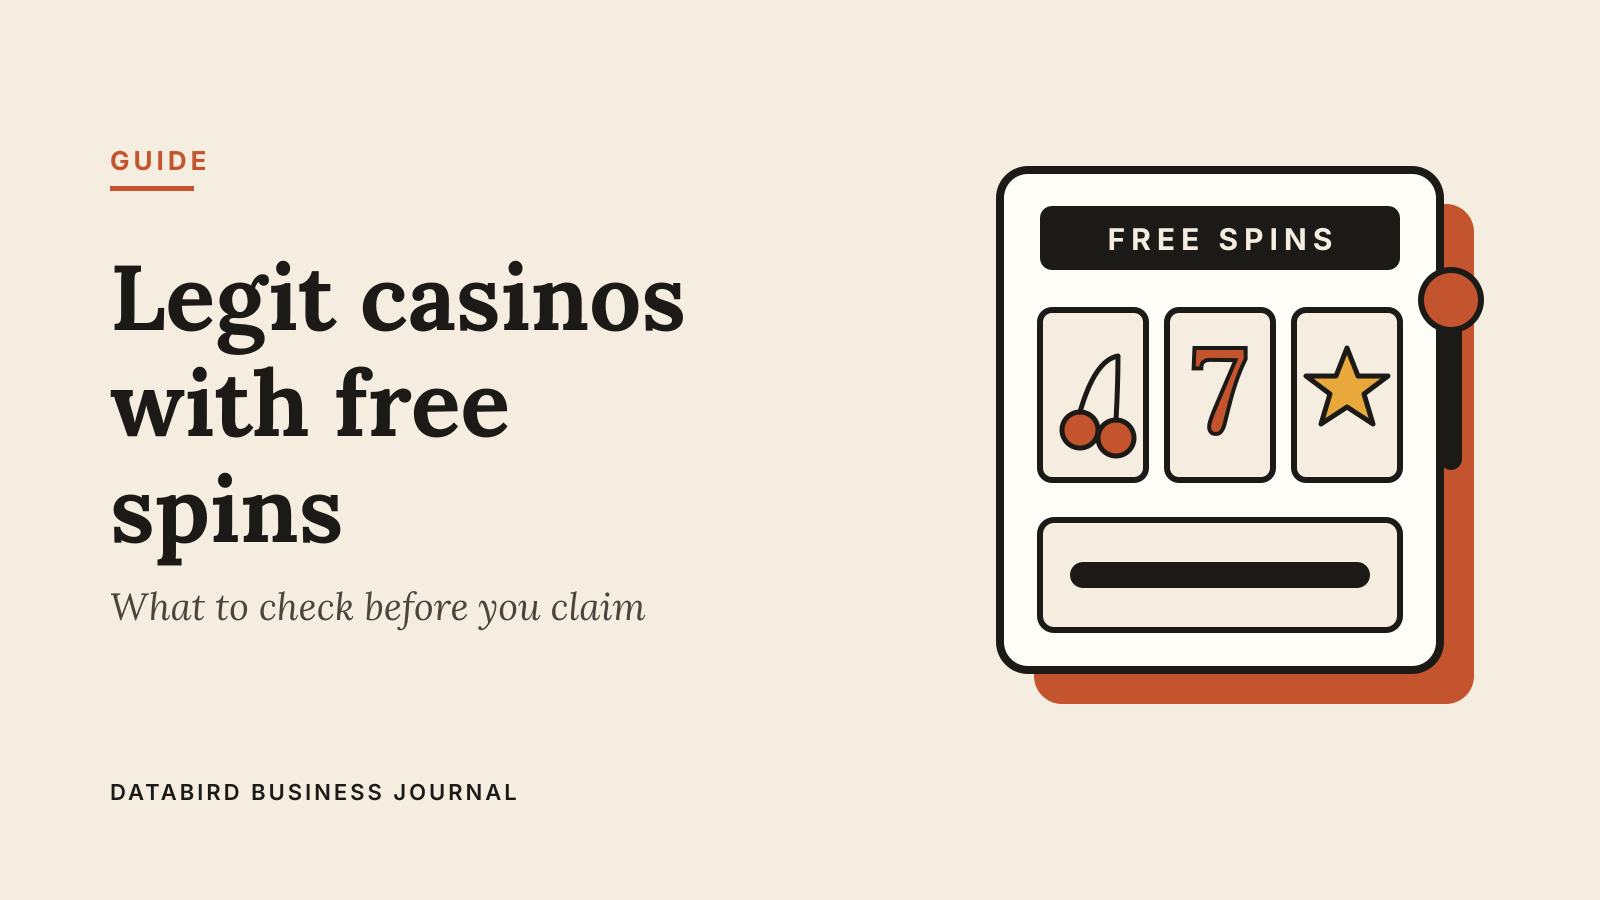 GUIDE
Legit casinos
with free
spins
What to check before you claim
DATABIRD BUSINESS JOURNAL
FREE SPINS
7